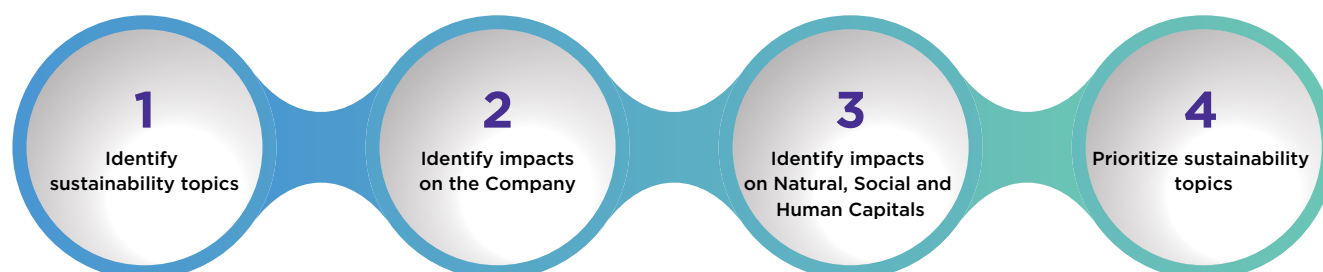 1
Identify
sustainability topics
2
Identify impacts
on the Company
3
Identify impacts
on Natural, Social and
Human Capitals
4
Prioritize sustainability
topics